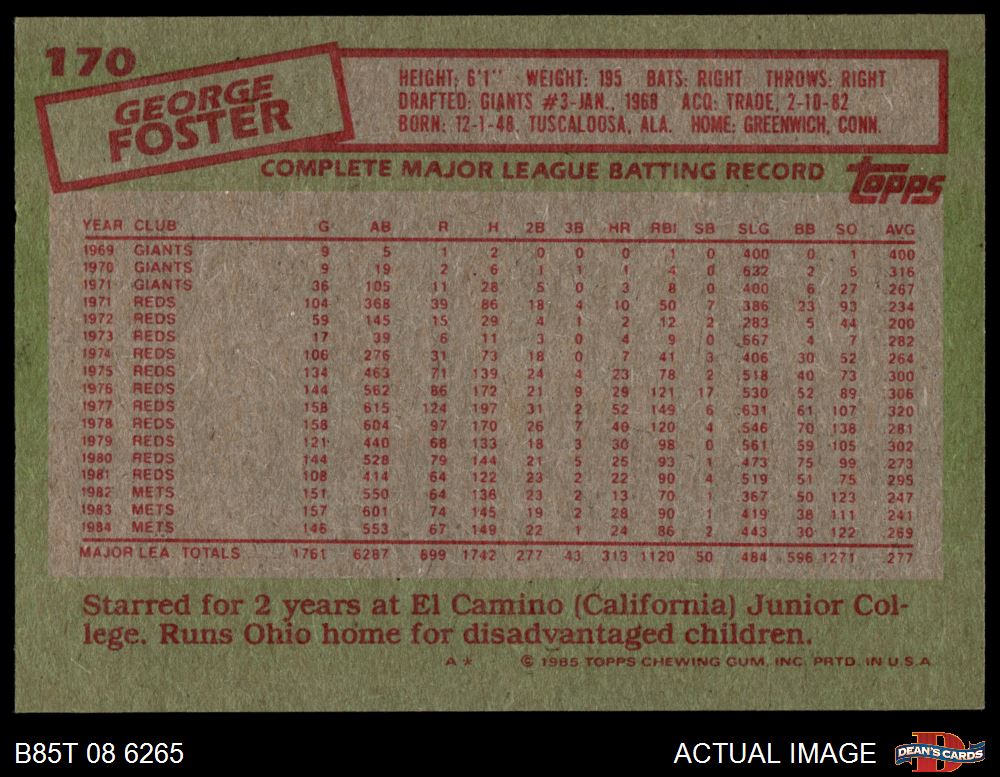 170
GEORGE
FOSTER
HEIGHT: 6'1" WEIGHT: 195 BATS: RIGHT THROWS: RIGHT
DRAFTED: GIANTS #3-JAN., 1968 ACQ: TRADE, 2-10-82
BORN: 12-1-48, TUSCALOOSA, ALA. HOME: GREENWICH, CONN.
COMPLETE MAJOR LEAGUE BATTING RECORD
topps
YEAR CLUB G AB R H 2B 3B HR RBI SB SLG BB SO AVG
1969 GIANTS 9 5 1 2 0 0 0 1 0 .400 0 1 .400
1970 GIANTS 9 19 2 6 1 1 1 4 0 .632 2 5 .316
1971 GIANTS 36 105 11 28 5 0 3 8 0 .400 6 27 .267
1971 REDS 104 368 39 86 18 4 10 50 7 .386 23 93 .234
1972 REDS 59 145 15 29 4 1 2 12 2 .283 5 44 .200
1973 REDS 17 39 6 11 3 0 4 9 0 .667 4 7 .282
1974 REDS 106 276 31 73 18 0 7 41 3 .406 30 52 .264
1975 REDS 134 463 71 139 24 4 23 78 2 .518 40 73 .300
1976 REDS 144 562 86 172 21 9 29 121 17 .530 52 89 .306
1977 REDS 158 615 124 197 31 2 52 149 6 .631 61 107 .320
1978 REDS 158 604 97 170 26 7 40 120 4 .546 70 138 .281
1979 REDS 121 440 68 133 18 3 30 98 0 .561 59 105 .302
1980 REDS 144 528 79 144 21 5 25 93 1 .473 75 99 .273
1981 REDS 108 414 64 122 23 2 22 90 4 .519 51 75 .295
1982 METS 151 550 64 136 23 2 13 70 1 .367 50 123 .247
1983 METS 157 601 74 145 19 2 28 90 1 .419 38 111 .241
1984 METS 146 553 67 149 22 1 24 86 2 .443 30 122 .269
MAJOR LEA. TOTALS 1761 6287 899 1742 277 43 313 1120 50 .484 596 1271 .277
Starred for 2 years at El Camino (California) Junior Col-
lege. Runs Ohio home for disadvantaged children.
A* © 1985 TOPPS CHEWING GUM, INC. PRTD. IN U.S.A.
B85T 08 6265 ACTUAL IMAGE DEAN'S CARDS